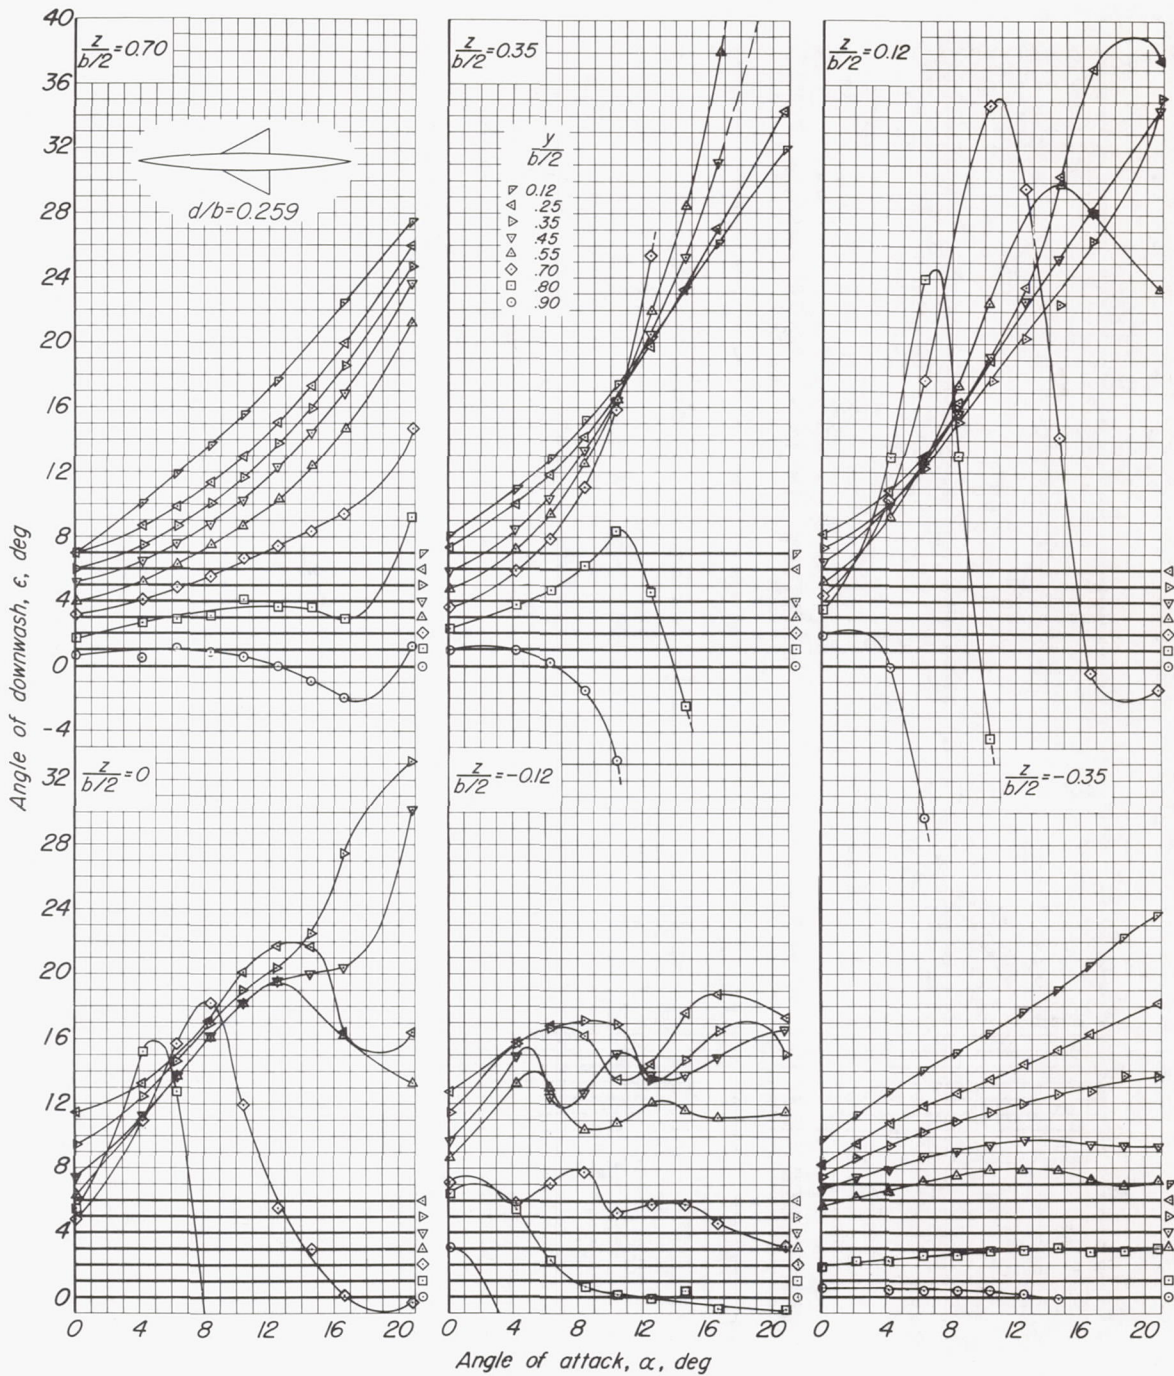 40
36
32
28
24
20
16
12
8
4
0
-4
z/b/2 = 0.70
d/b=0.259
z/b/2 = 0.35
y
b/2
0.12
.25
.35
.45
.55
.70
.80
.90
z/b/2 = 0.12
Angle of downwash, ϵ, deg
32
28
24
20
16
12
8
4
0
z/b/2 = 0
z/b/2 = -0.12
z/b/2 = -0.35
0 4 8 12 16 20
0 4 8 12 16 20
0 4 8 12 16 20
Angle of attack, α, deg